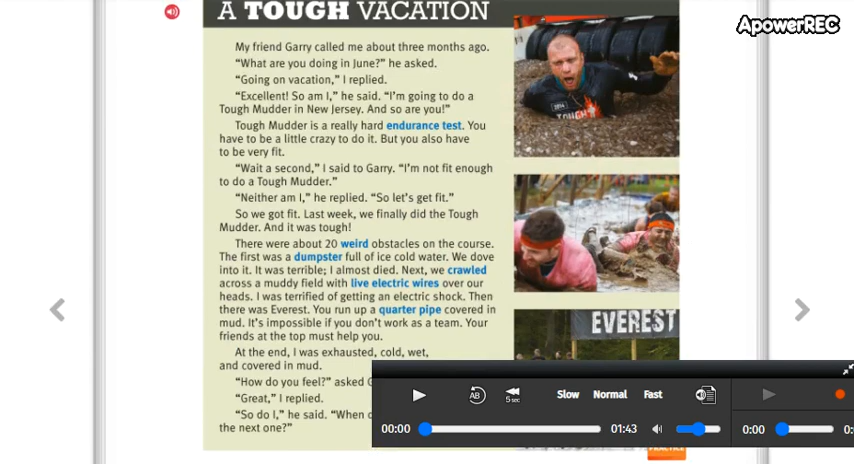 A TOUGH VACATION
ApowerREC
My friend Garry called me about three months ago.
“What are you doing in June?” he asked.
“Going on vacation,” I replied.
“Excellent! So am I,” he said. “I’m going to do a
Tough Mudder in New Jersey. And so are you!”
Tough Mudder is a really hard endurance test. You
have to be a little crazy to do it. But you also have
to be very fit.
“Wait a second,” I said to Garry. “I’m not fit enough
to do a Tough Mudder.”
“Neither am I,” he replied. “So let’s get fit.”
So we got fit. Last week, we finally did the Tough
Mudder. And it was tough!
There were about 20 weird obstacles on the course.
The first was a dumpster full of ice cold water. We dove
into it. It was terrible; I almost died. Next, we crawled
across a muddy field with live electric wires over our
heads. I was terrified of getting an electric shock. Then
there was Everest. You run up a quarter pipe covered in
mud. It’s impossible if you don’t work as a team. Your
friends at the top must help you.
At the end, I was exhausted, cold, wet,
and covered in mud.
“How do you feel?” asked
“Great,” I replied.
“So do I,” he said. “When
the next one?”
TOUGH
EVEREST
AB
5 sec
Slow
Normal
Fast
00:00
01:43
0:00
0:
PRACTICE